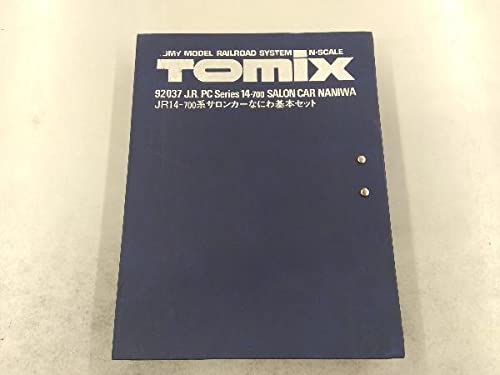 TOMY MODEL RAILROAD SYSTEM N-SCALE
TOMIX
92037 J.R. PC Series 14-700 SALON CAR NANIWA
JR14-700系サロンカーなにわ基本セット